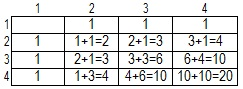 1 2 3 4
1 1 1 1
2 1 1+1=2 2+1=3 3+1=4
3 1 2+1=3 3+3=6 6+4=10
4 1 1+3=4 4+6=10 10+10=20